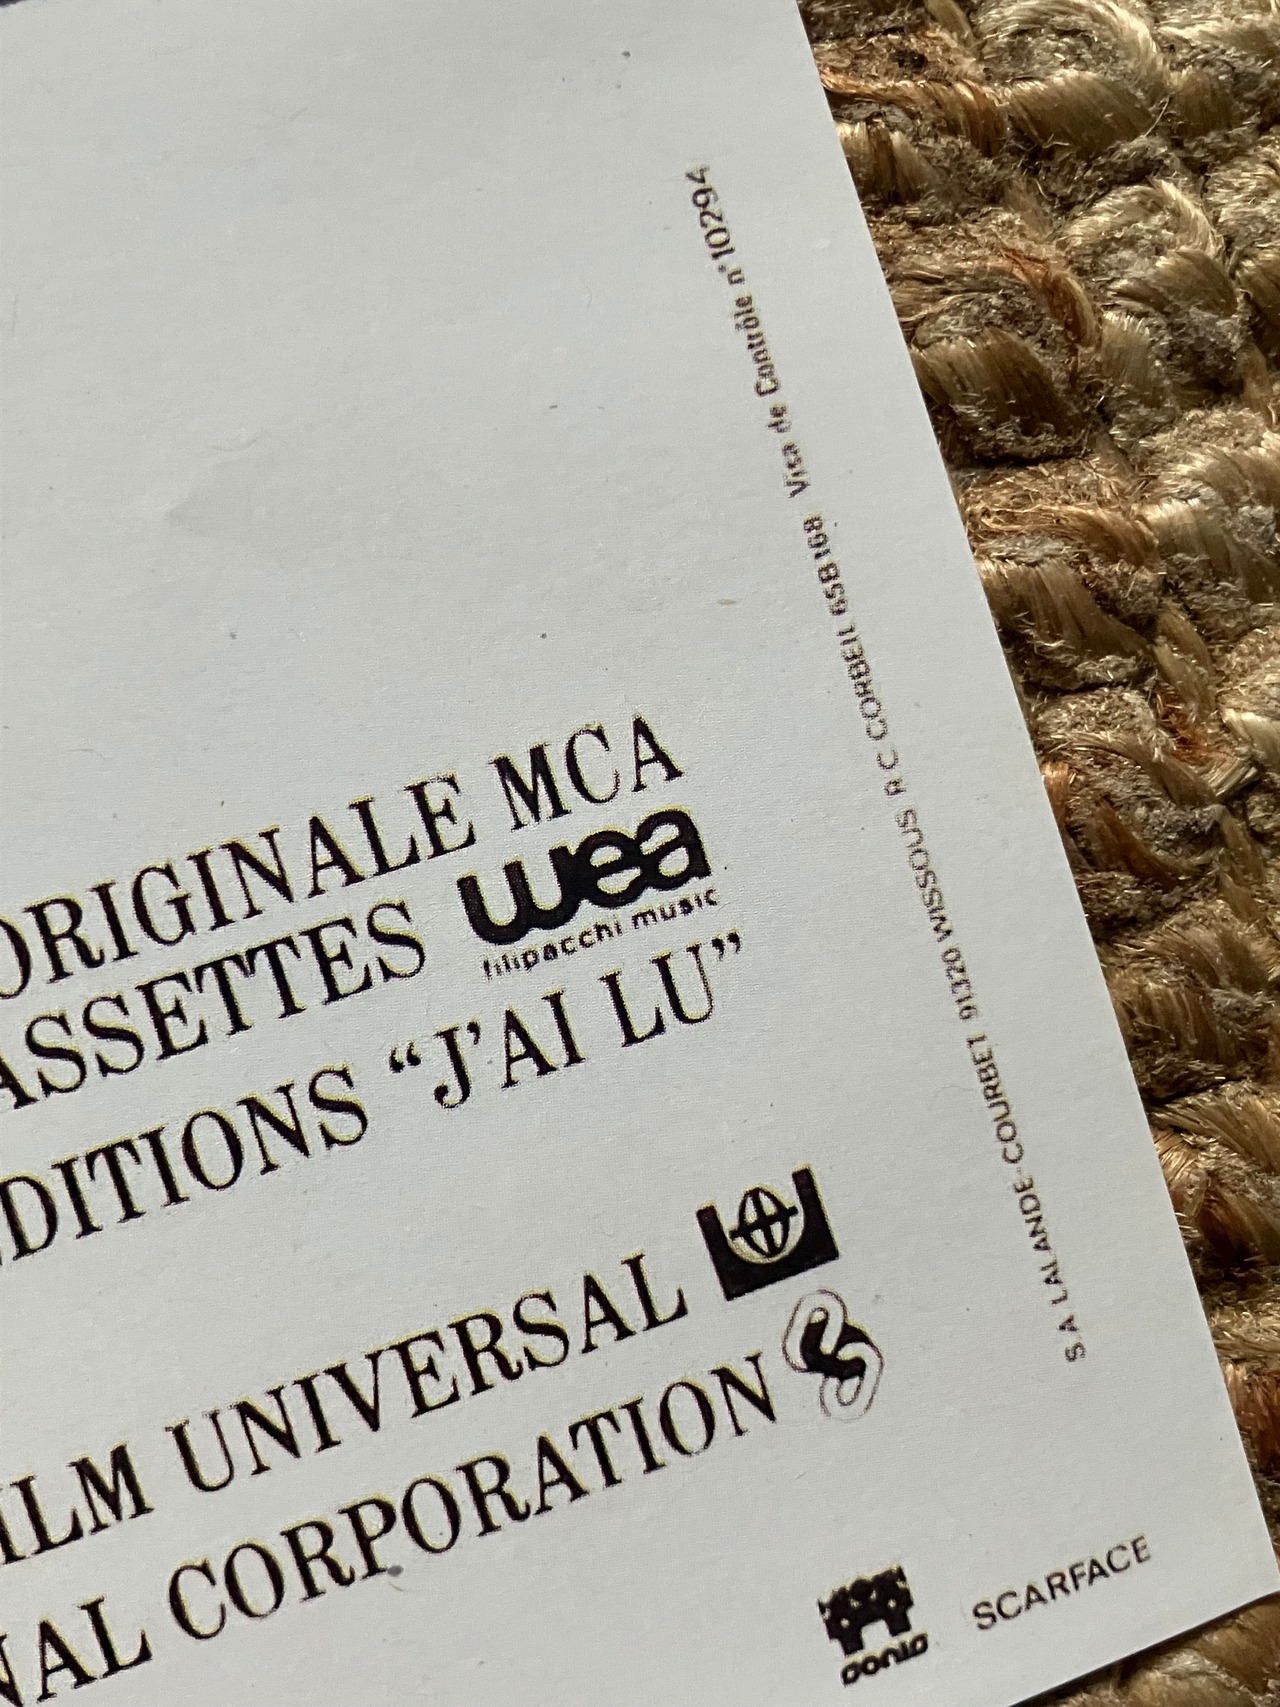 ORIGINALE MCA
ASSETTES wea
filipacchi music
DITIONS “J’AI LU”
ILM UNIVERSAL
NAL CORPORATION
SCARFACE
S.A LALANDE-COURBET 91320 WISSOUS R C CORBEIL 65B168 Visa de Contrôle n°10294